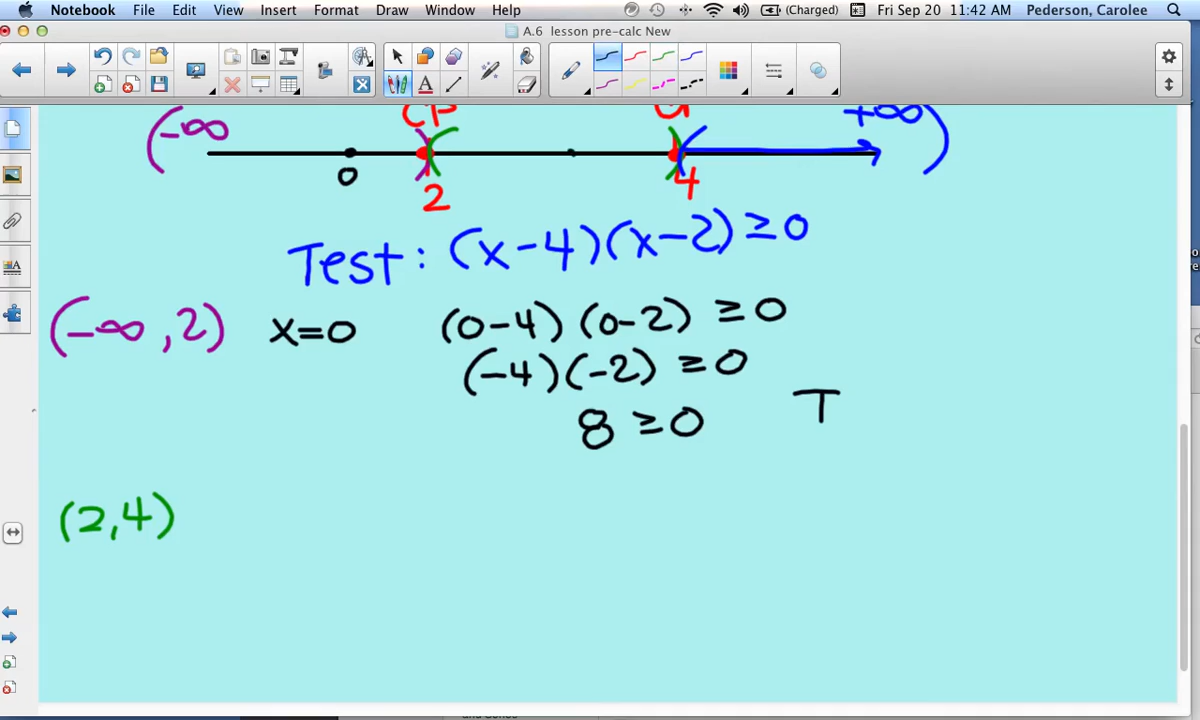 Notebook File Edit View Insert Format Draw Window Help (Charged) Fri Sep 20 11:42 AM Pederson, Carolee
A.6 lesson pre-calc New
(-∞ CP +∞ )
0 2 4
Test: (x-4)(x-2) ≥ 0
(-∞, 2) x=0 (0-4) (0-2) ≥ 0
(-4)(-2) ≥ 0
8 ≥ 0 T
(2,4)